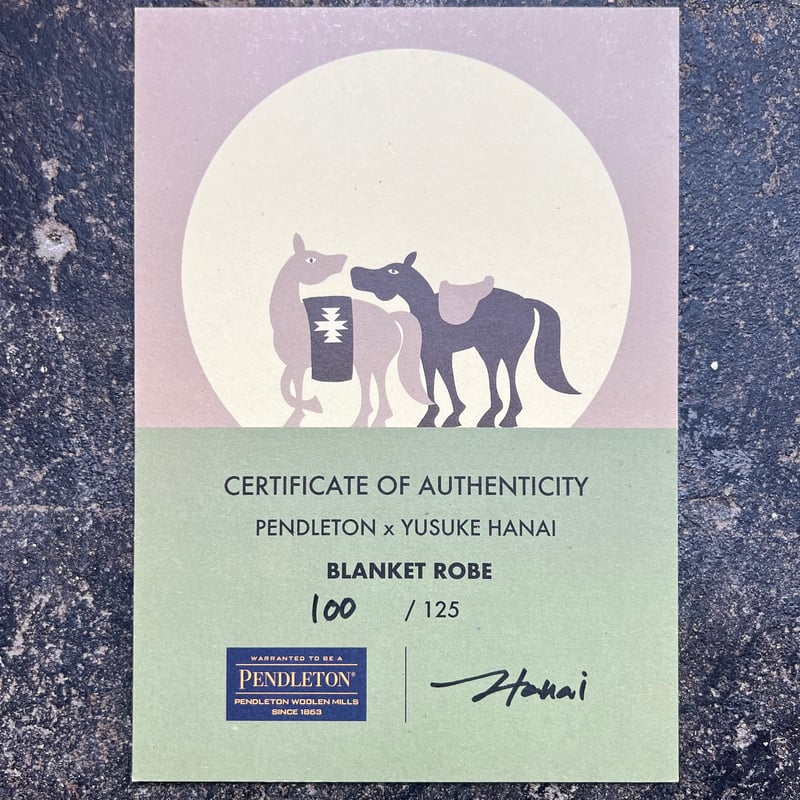 CERTIFICATE OF AUTHENTICITY
PENDLETON x YUSUKE HANAI
BLANKET ROBE
100 / 125
WARRANTED TO BE A
PENDLETON®
PENDLETON WOOLEN MILLS
SINCE 1863
Hanai